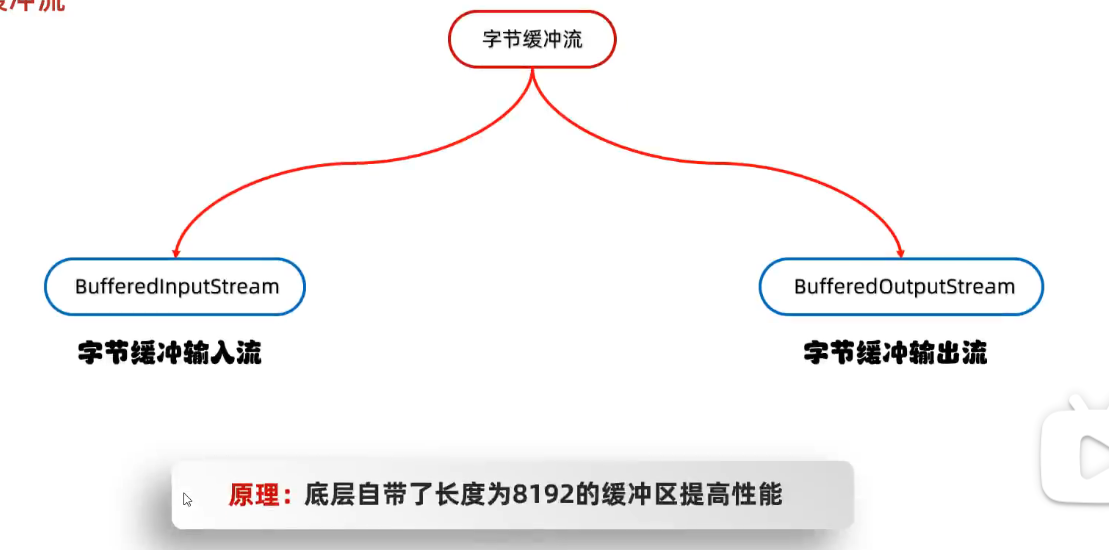 缓冲流
字节缓冲流
BufferedInputStream
BufferedOutputStream
字节缓冲输入流
字节缓冲输出流
原理：底层自带了长度为8192的缓冲区提高性能